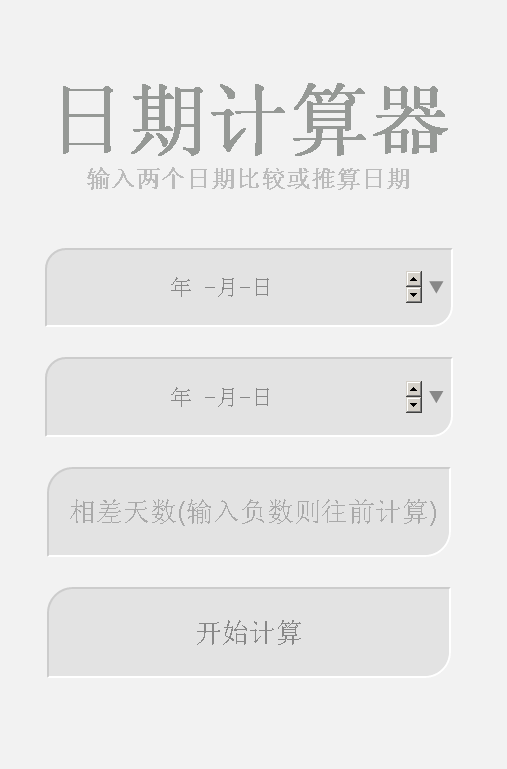 日期计算器
输入两个日期比较或推算日期
年 -月-日
年 -月-日
相差天数(输入负数则往前计算)
开始计算